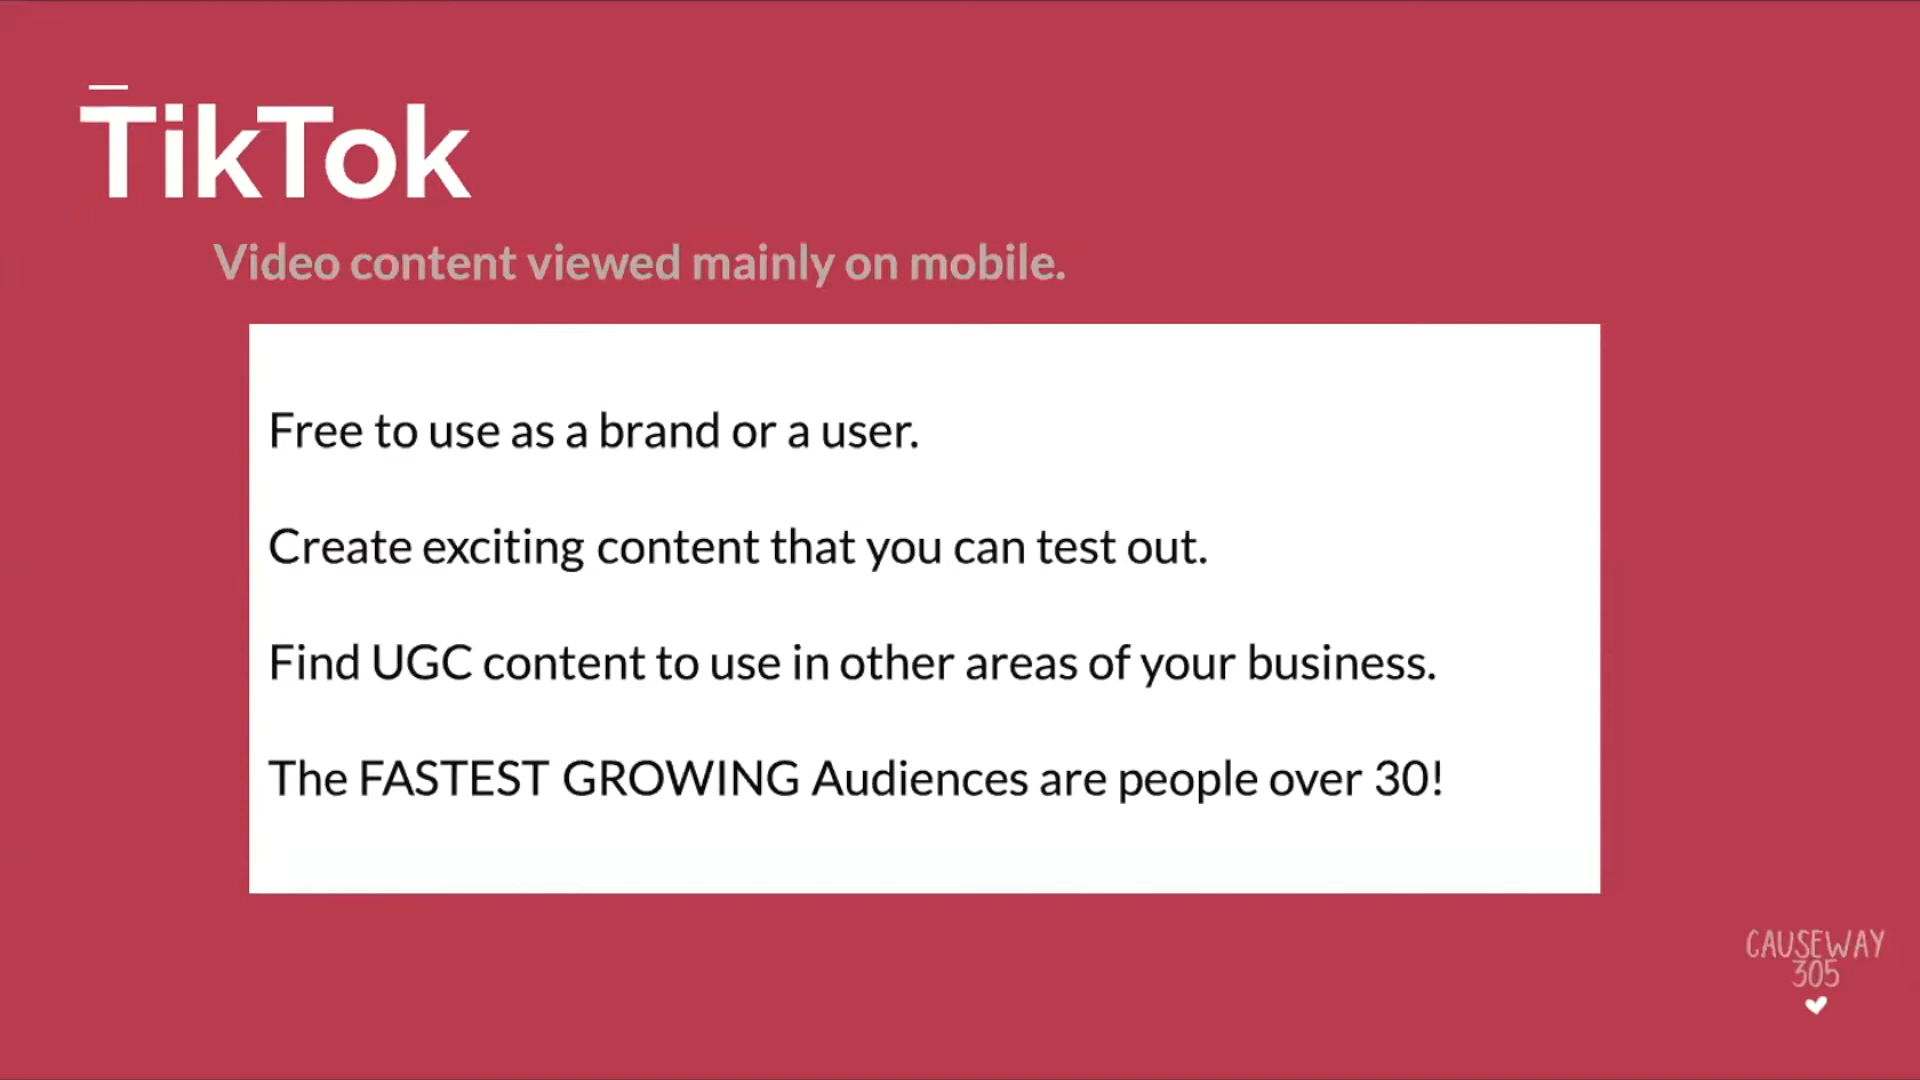 TikTok
Video content viewed mainly on mobile.
Free to use as a brand or a user.
Create exciting content that you can test out.
Find UGC content to use in other areas of your business.
The FASTEST GROWING Audiences are people over 30!
CAUSEWAY
305